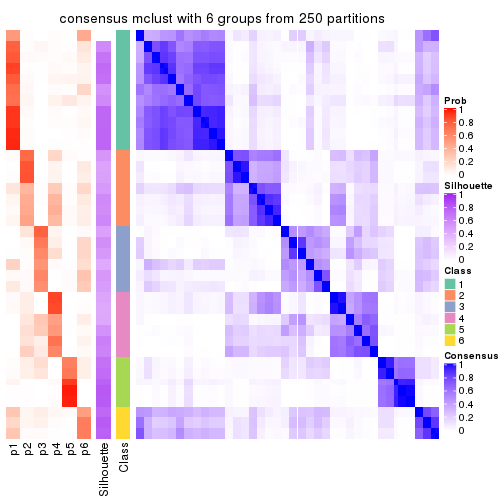 consensus mclust with 6 groups from 250 partitions
Prob
1
0.8
0.6
0.4
0.2
0
Silhouette
1
0.8
0.6
0.4
0.2
0
Class
1
2
3
4
5
6
Consensus
1
0.8
0.6
0.4
0.2
0
p1
p2
p3
p4
p5
p6
Silhouette
Class